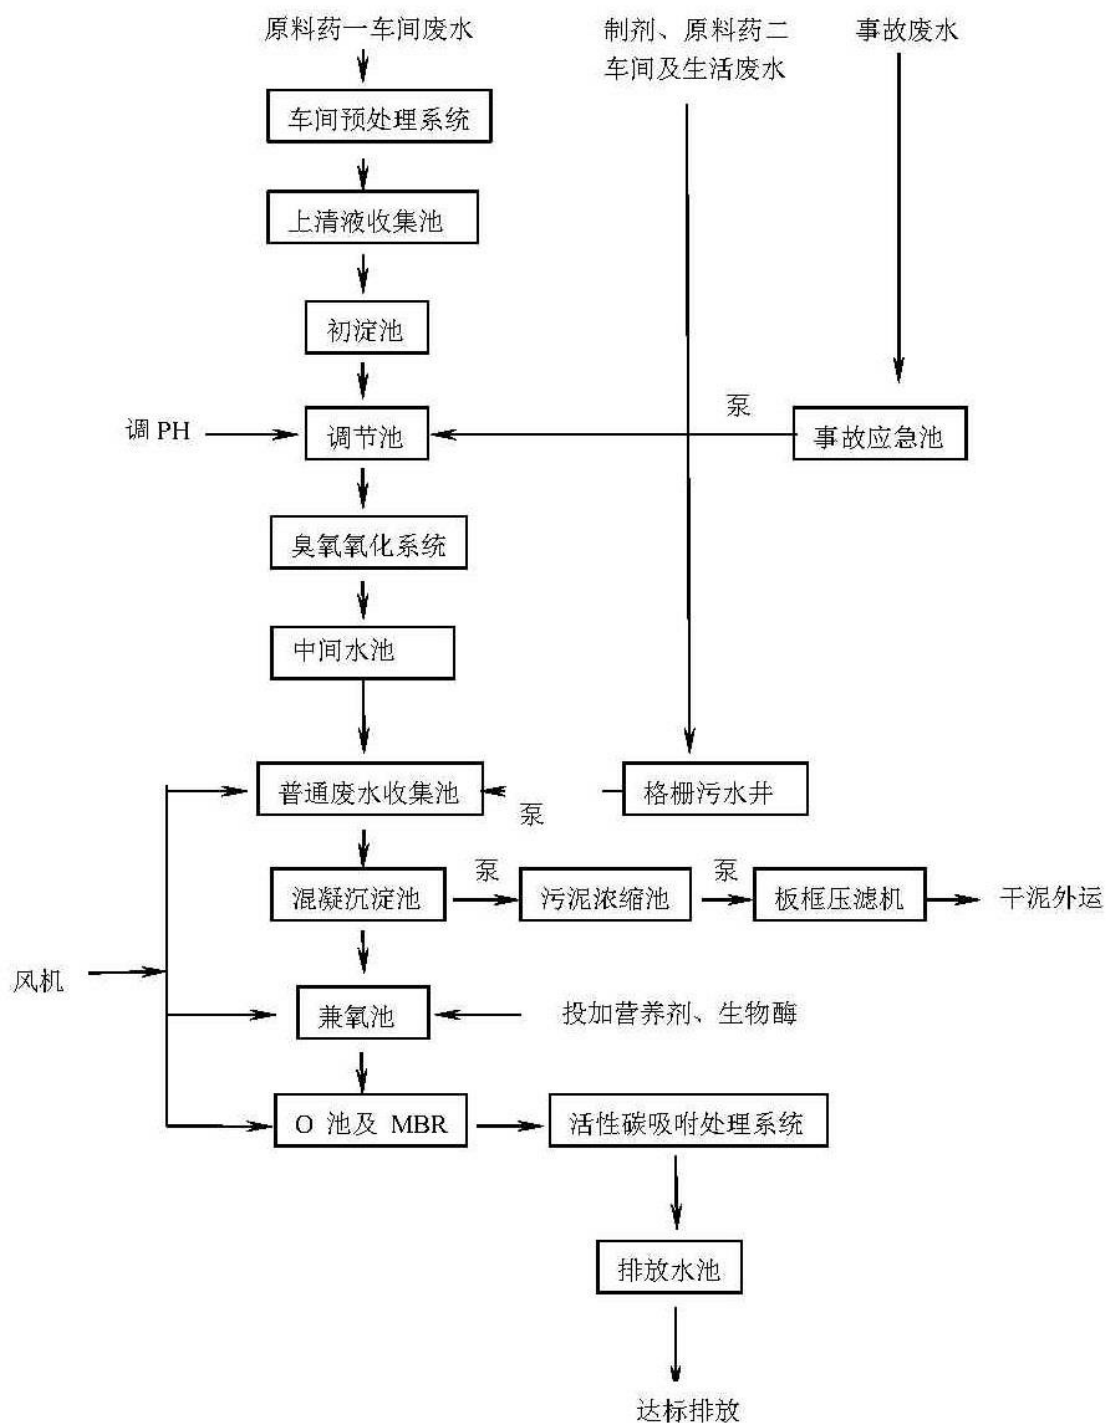 原料药一车间废水
制剂、原料药二
车间及生活废水
事故废水
车间预处理系统
上清液收集池
初淀池
泵
调 PH
调节池
事故应急池
臭氧氧化系统
中间水池
普通废水收集池
泵
格栅污水井
泵
泵
混凝沉淀池
污泥浓缩池
板框压滤机
干泥外运
风机
兼氧池
投加营养剂、生物酶
O 池及 MBR
活性碳吸咐处理系统
排放水池
达标排放